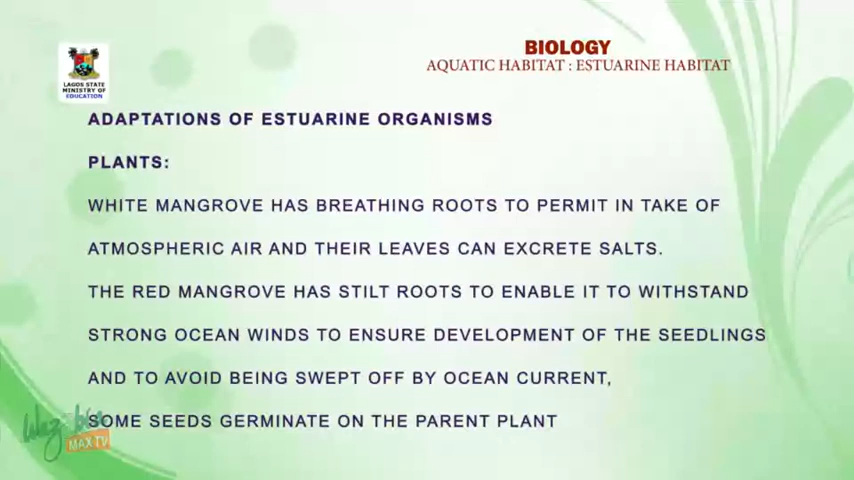 BIOLOGY
AQUATIC HABITAT : ESTUARINE HABITAT
LAGOS STATE
MINISTRY OF
EDUCATION
ADAPTATIONS OF ESTUARINE ORGANISMS
PLANTS:
WHITE MANGROVE HAS BREATHING ROOTS TO PERMIT IN TAKE OF
ATMOSPHERIC AIR AND THEIR LEAVES CAN EXCRETE SALTS.
THE RED MANGROVE HAS STILT ROOTS TO ENABLE IT TO WITHSTAND
STRONG OCEAN WINDS TO ENSURE DEVELOPMENT OF THE SEEDLINGS
AND TO AVOID BEING SWEPT OFF BY OCEAN CURRENT,
SOME SEEDS GERMINATE ON THE PARENT PLANT
MAX TV